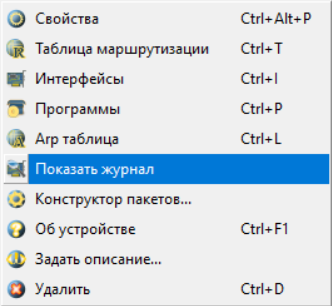 Свойства Ctrl+Alt+P
Таблица маршрутизации Ctrl+T
Интерфейсы Ctrl+I
Программы Ctrl+P
Arp таблица Ctrl+L
Показать журнал
Конструктор пакетов...
Об устройстве Ctrl+F1
Задать описание...
Удалить Ctrl+D